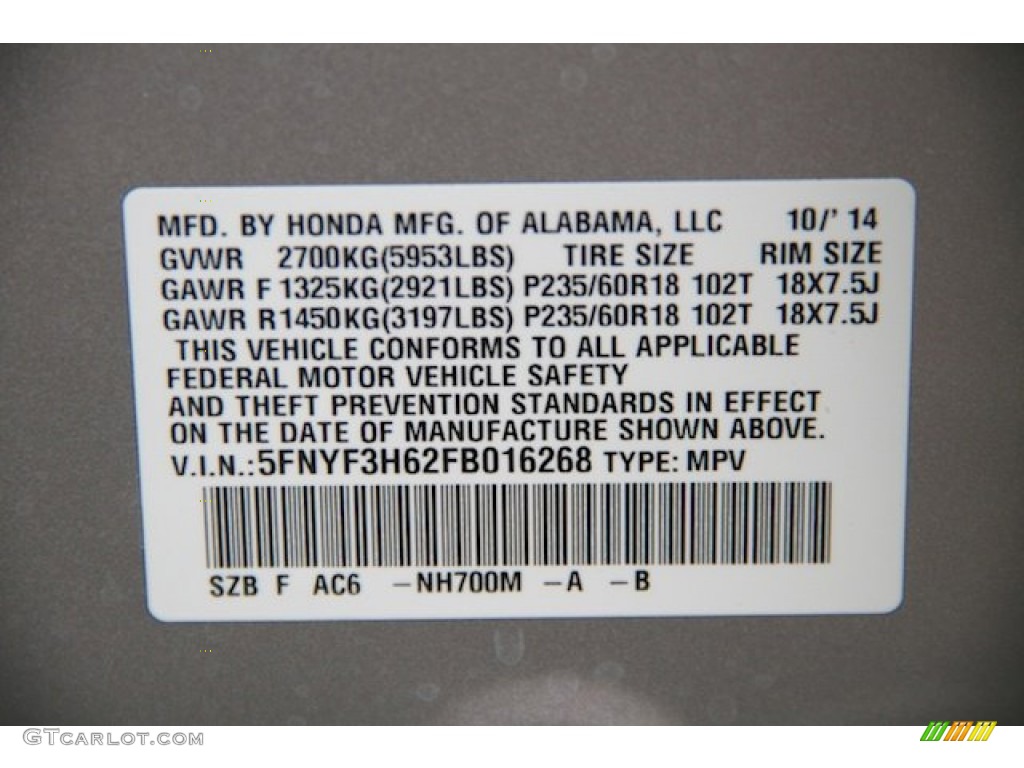 MFD. BY HONDA MFG. OF ALABAMA, LLC 10/' 14
GVWR 2700KG(5953LBS) TIRE SIZE RIM SIZE
GAWR F 1325KG(2921LBS) P235/60R18 102T 18X7.5J
GAWR R1450KG(3197LBS) P235/60R18 102T 18X7.5J
THIS VEHICLE CONFORMS TO ALL APPLICABLE
FEDERAL MOTOR VEHICLE SAFETY
AND THEFT PREVENTION STANDARDS IN EFFECT
ON THE DATE OF MANUFACTURE SHOWN ABOVE.
V.I.N.:5FNYF3H62FB016268 TYPE: MPV
SZB F AC6 -NH700M -A -B
GTCARLOT.COM